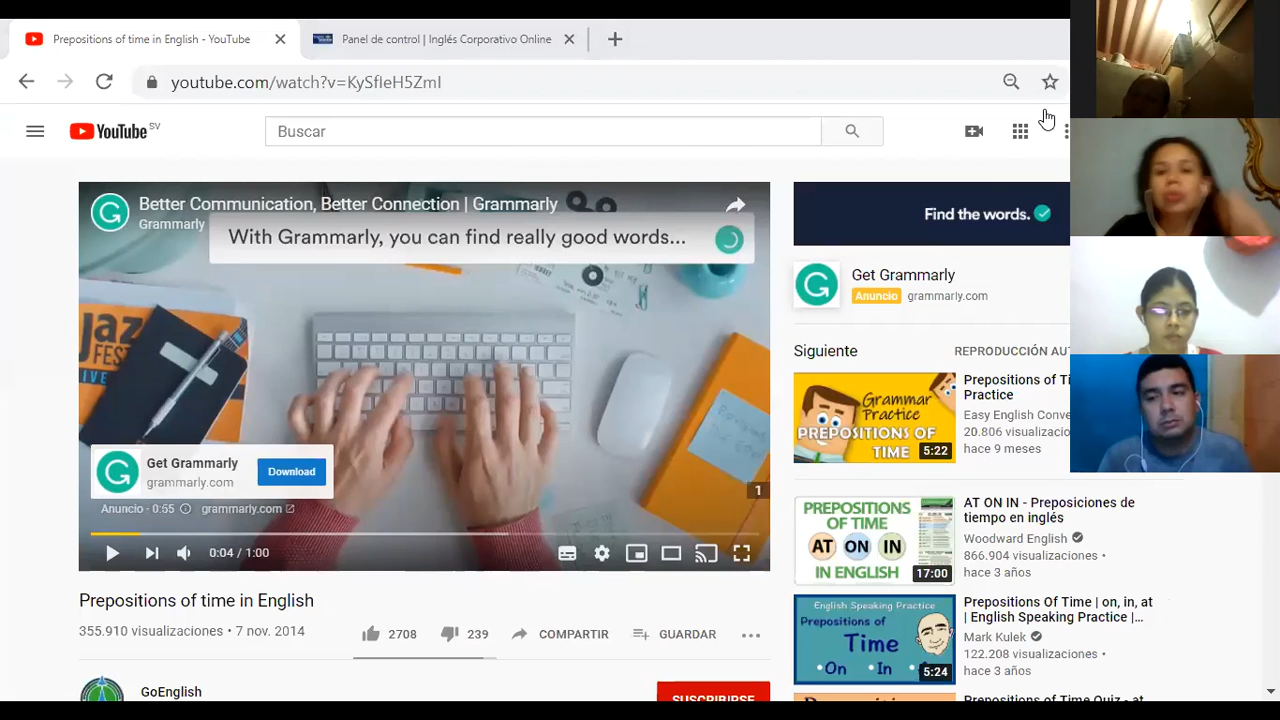 Prepositions of time in English - YouTube
Panel de control | Inglés Corporativo Online
youtube.com/watch?v=KySfIeH5ZmI
YouTube SV
Buscar
Better Communication, Better Connection | Grammarly
Grammarly
With Grammarly, you can find really good words...
jaz
FEST
IVE
Get Grammarly
grammarly.com
Download
1
Anuncio · 0:55
grammarly.com
0:04 / 1:00
Prepositions of time in English
355.910 visualizaciones • 7 nov. 2014
2708
239
COMPARTIR
GUARDAR
GoEnglish
SUSCRIBIRSE
Find the words.
Get Grammarly
Anuncio grammarly.com
Siguiente
REPRODUCCIÓN AU
Grammar
Practice
PREPOSITIONS OF
TIME
5:22
Prepositions of Ti
Practice
Easy English Conve
20.806 visualizacio
hace 9 meses
PREPOSITIONS
OF TIME
AT ON IN
IN ENGLISH
17:00
AT ON IN - Preposiciones de
tiempo en inglés
Woodward English
866.904 visualizaciones •
hace 3 años
English Speaking Practice
Prepositions of
Time
•On •In •
5:24
Prepositions Of Time | on, in, at
| English Speaking Practice |...
Mark Kulek
122.208 visualizaciones •
hace 3 años
Prepositions of Time Quiz - at